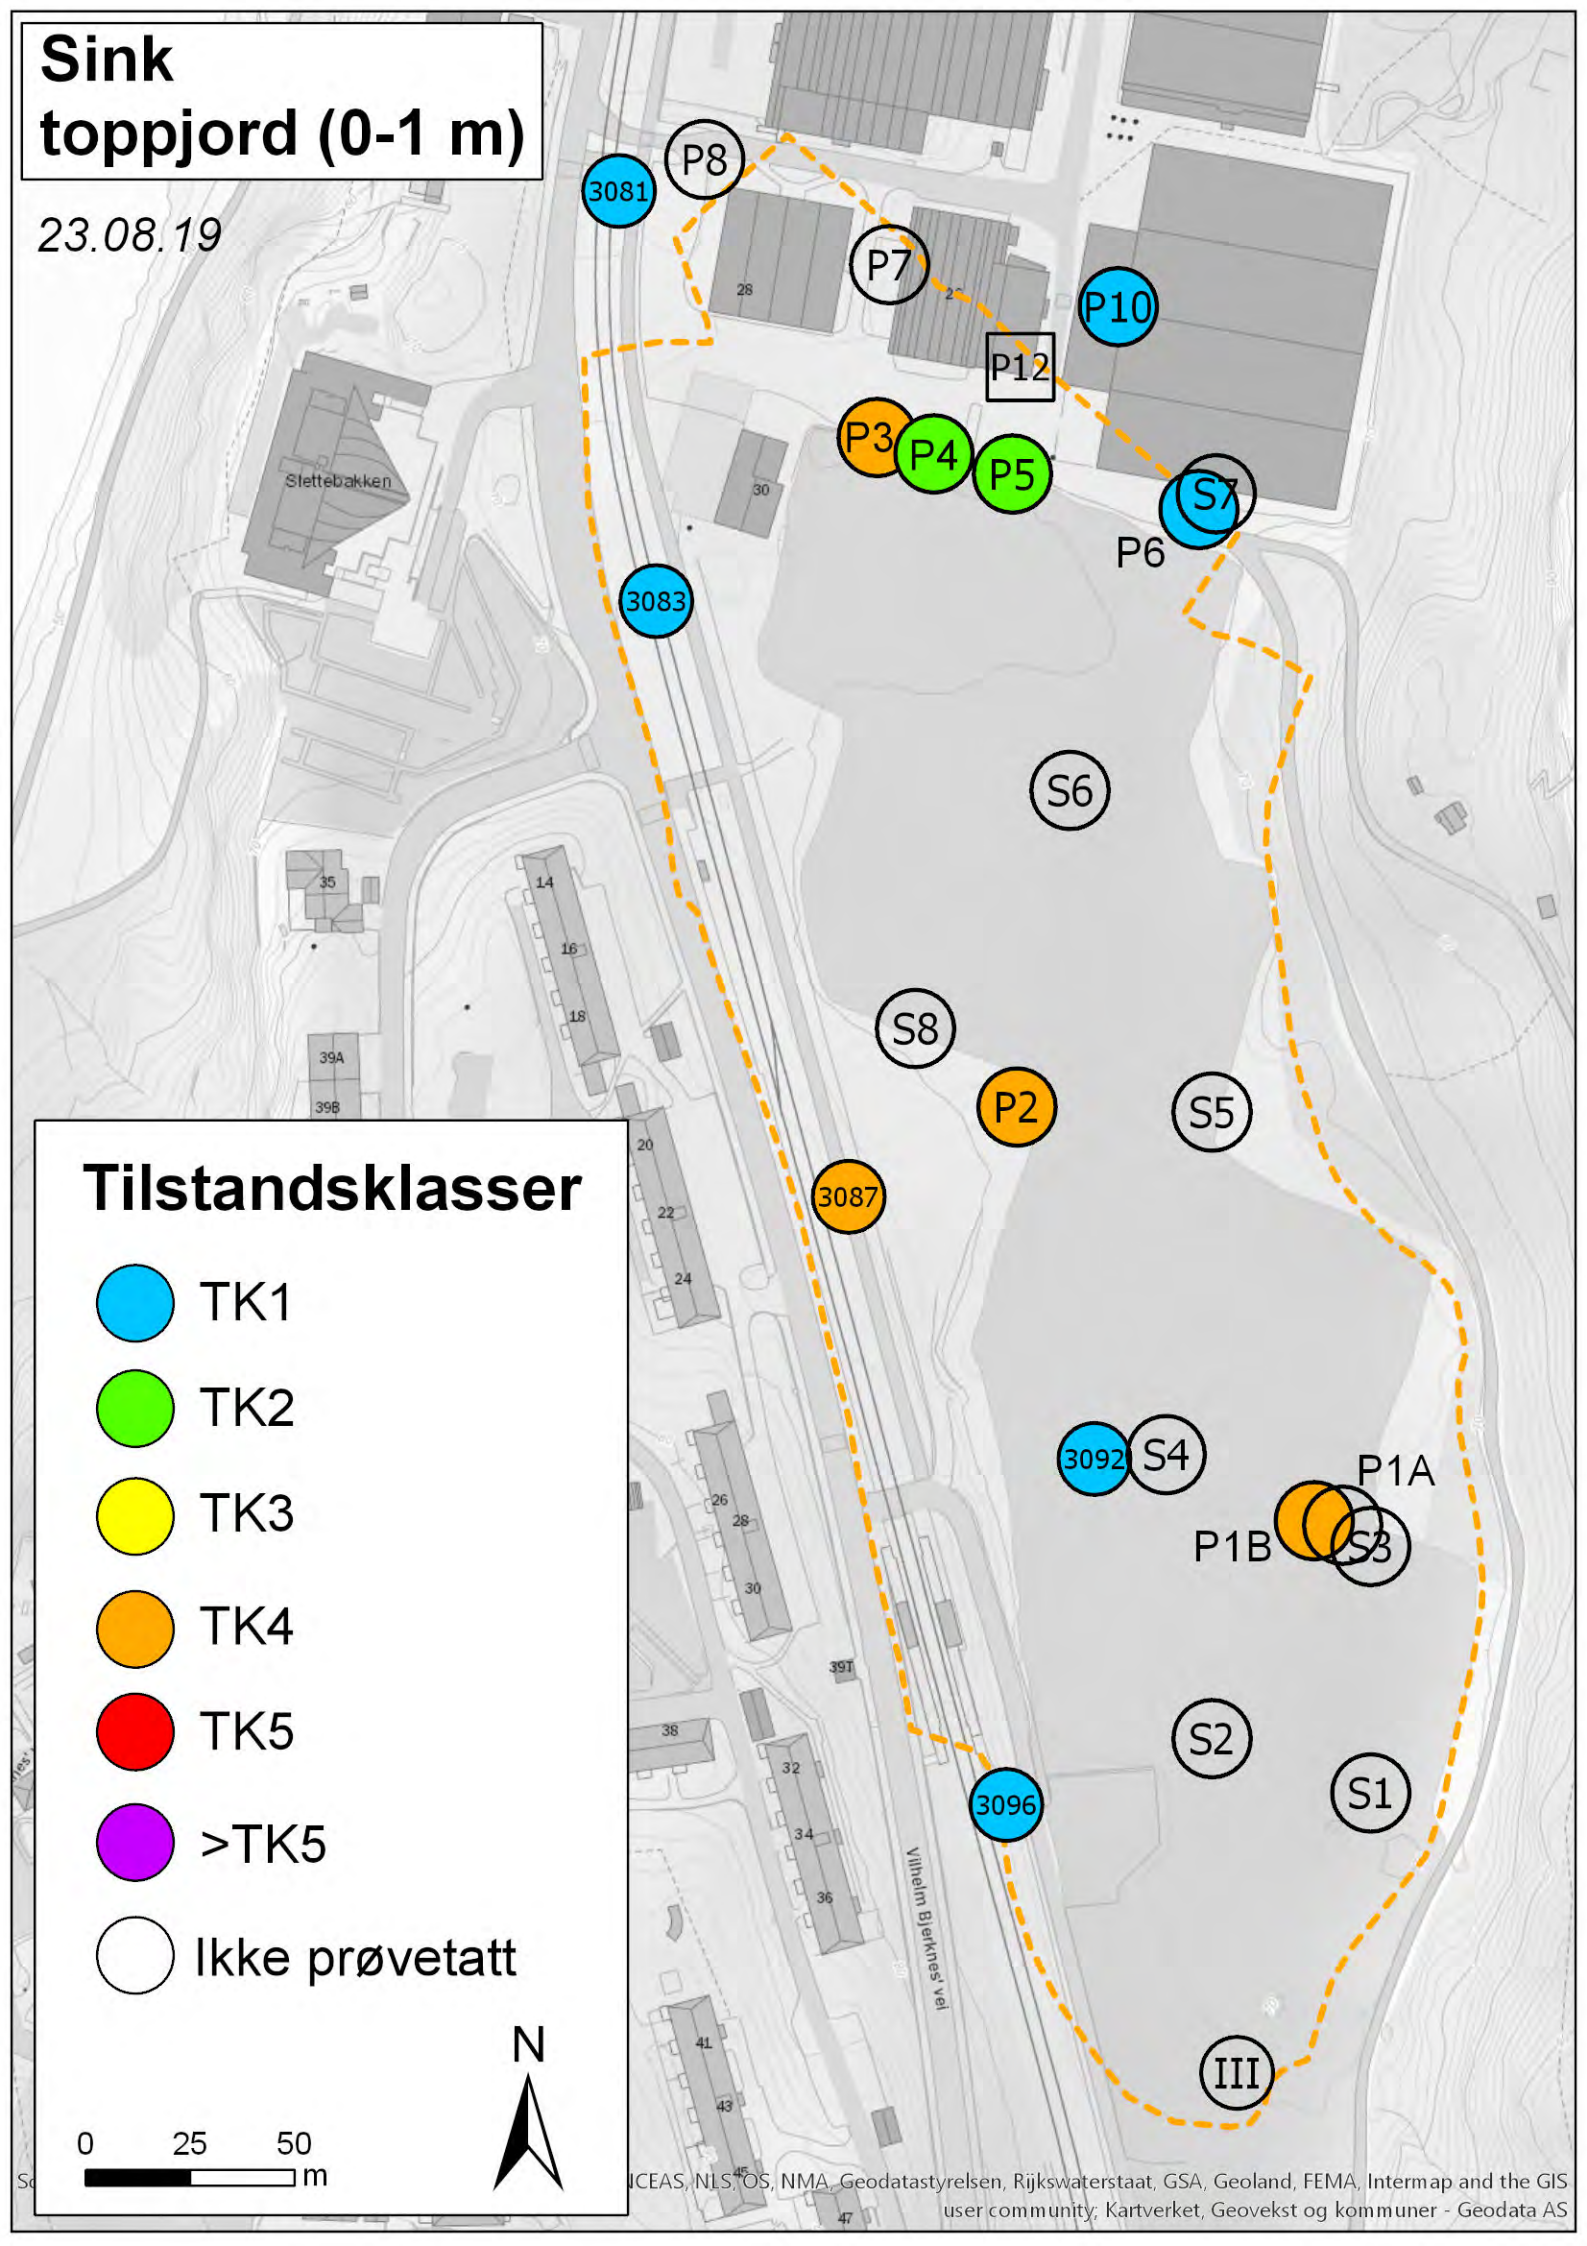 Sink
toppjord (0-1 m)
23.08.19
P8
3081
P7
28
P10
P12
P3
P4
P5
S7
P6
Slettebakken
30
3083
S6
35
14
16
18
S8
39A
39B
P2
S5
20
22
24
3087
Tilstandsklasser
TK1
TK2
TK3
TK4
TK5
>TK5
Ikke prøvetatt
N
0 25 50
m
3092
S4
P1A
P1B
S3
26
28
30
39T
38
32
34
36
S2
S1
3096
Vilhelm Bjerknes' vei
III
41
43
45
47
NCEAS, NLS, OS, NMA, Geodatastyrelsen, Rijkswaterstaat, GSA, Geoland, FEMA, Intermap and the GIS
user community; Kartverket, Geovekst og kommuner - Geodata AS